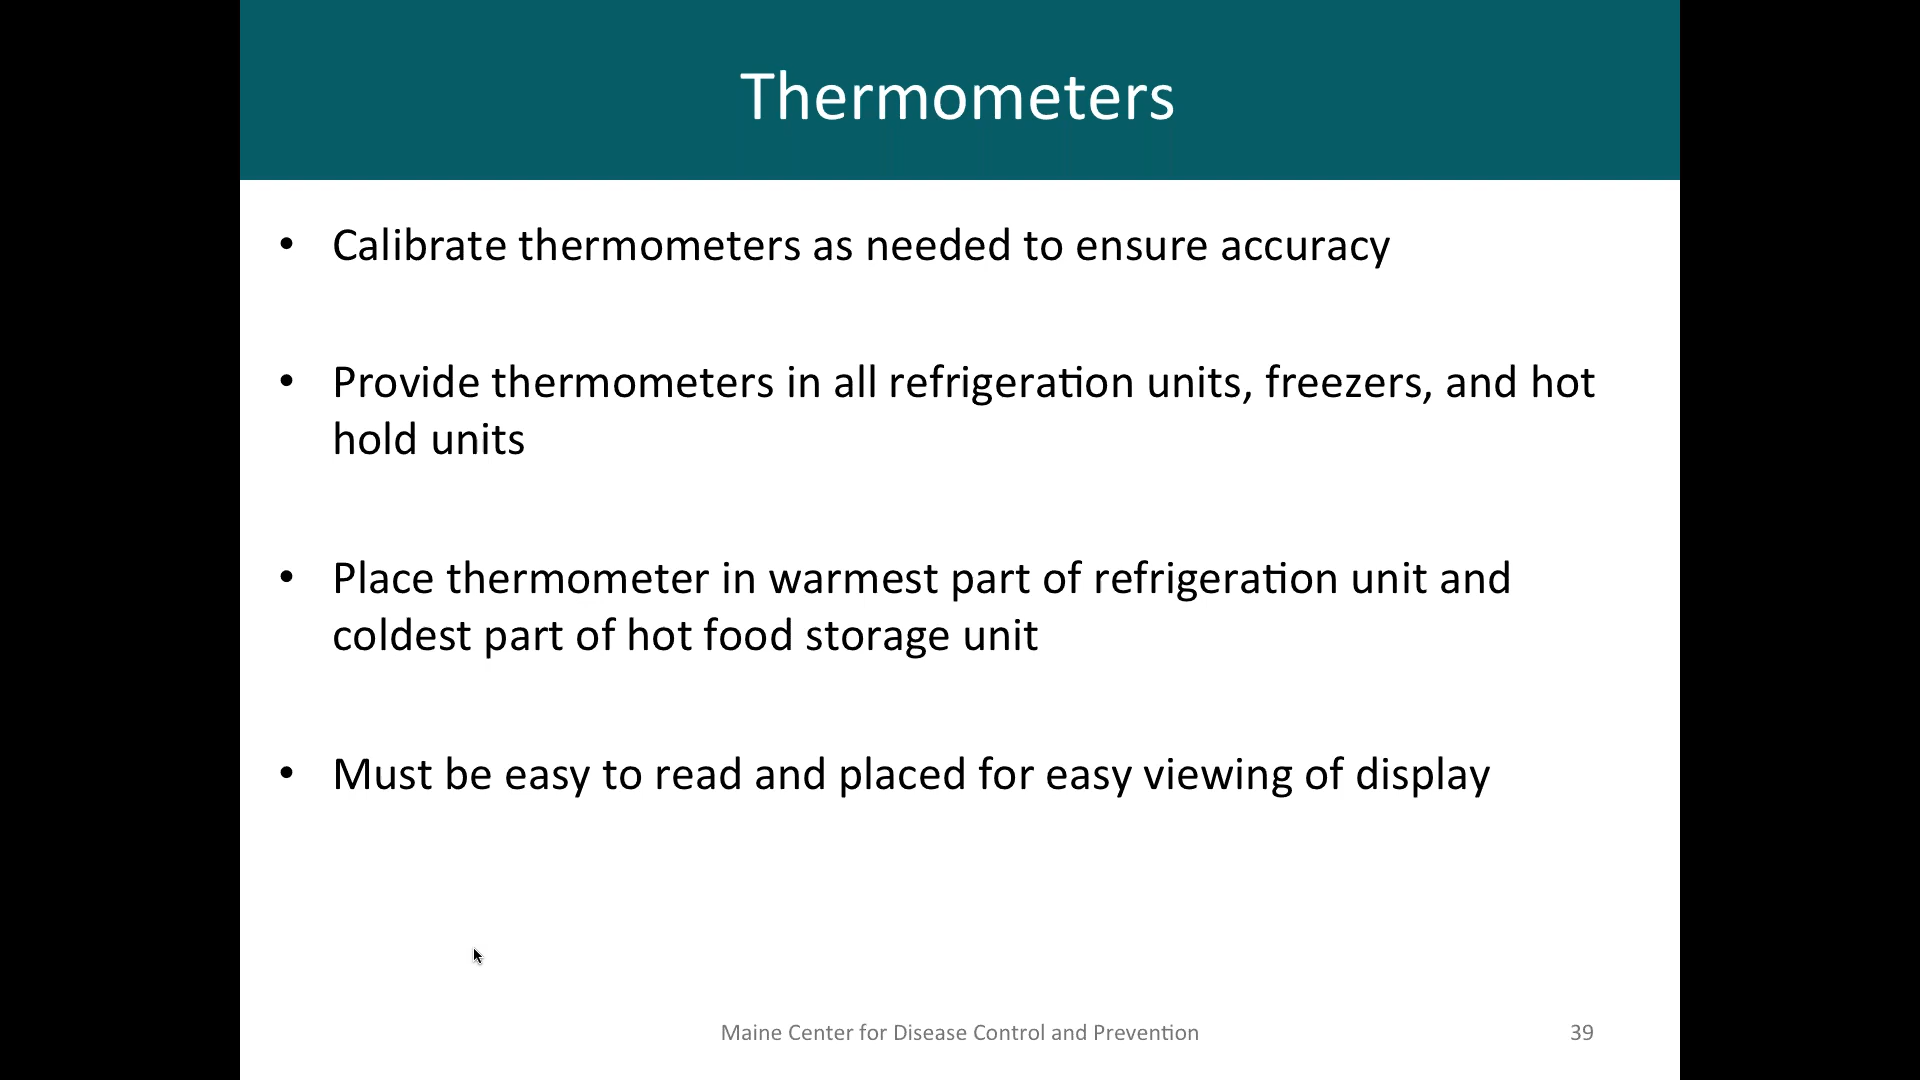 Thermometers
• Calibrate thermometers as needed to ensure accuracy
• Provide thermometers in all refrigeration units, freezers, and hot
hold units
• Place thermometer in warmest part of refrigeration unit and
coldest part of hot food storage unit
• Must be easy to read and placed for easy viewing of display
Maine Center for Disease Control and Prevention
39